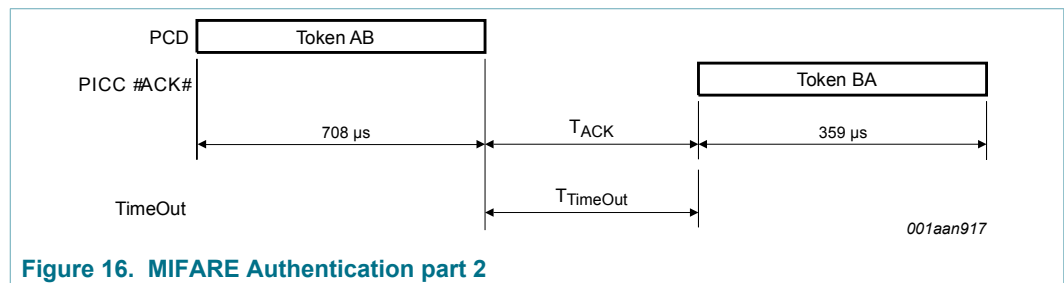 PCD Token AB
PICC #ACK# Token BA
708 µs TACK 359 µs
TimeOut TTimeOut
001aan917
Figure 16. MIFARE Authentication part 2